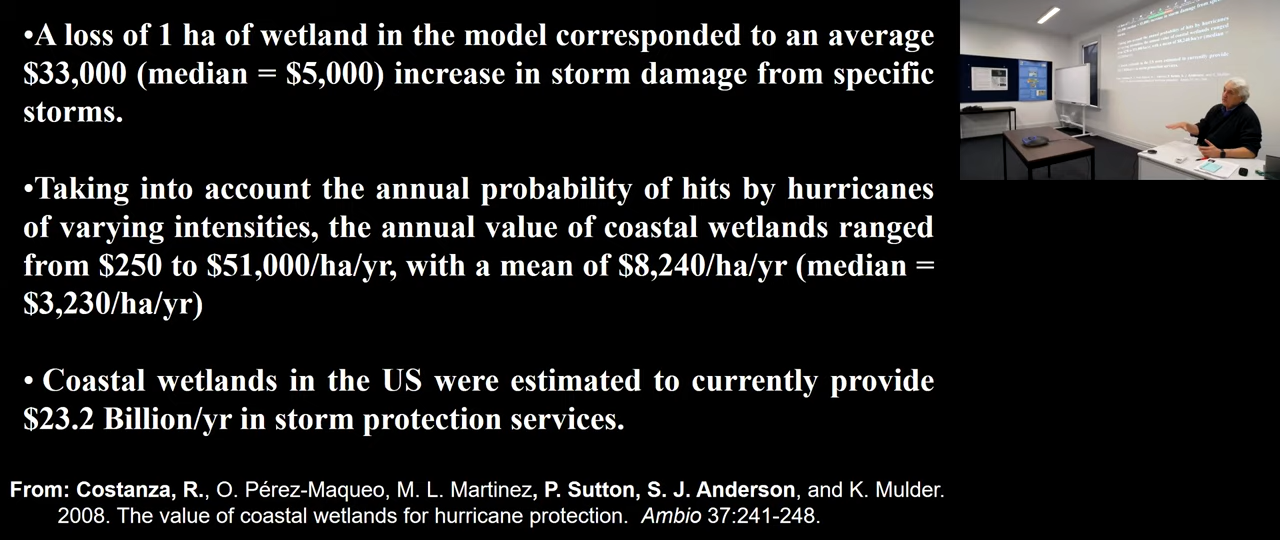 •A loss of 1 ha of wetland in the model corresponded to an average
$33,000 (median = $5,000) increase in storm damage from specific
storms.
•Taking into account the annual probability of hits by hurricanes
of varying intensities, the annual value of coastal wetlands ranged
from $250 to $51,000/ha/yr, with a mean of $8,240/ha/yr (median =
$3,230/ha/yr)
• Coastal wetlands in the US were estimated to currently provide
$23.2 Billion/yr in storm protection services.
From: Costanza, R., O. Pérez-Maqueo, M. L. Martinez, P. Sutton, S. J. Anderson, and K. Mulder.
2008. The value of coastal wetlands for hurricane protection. Ambio 37:241-248.